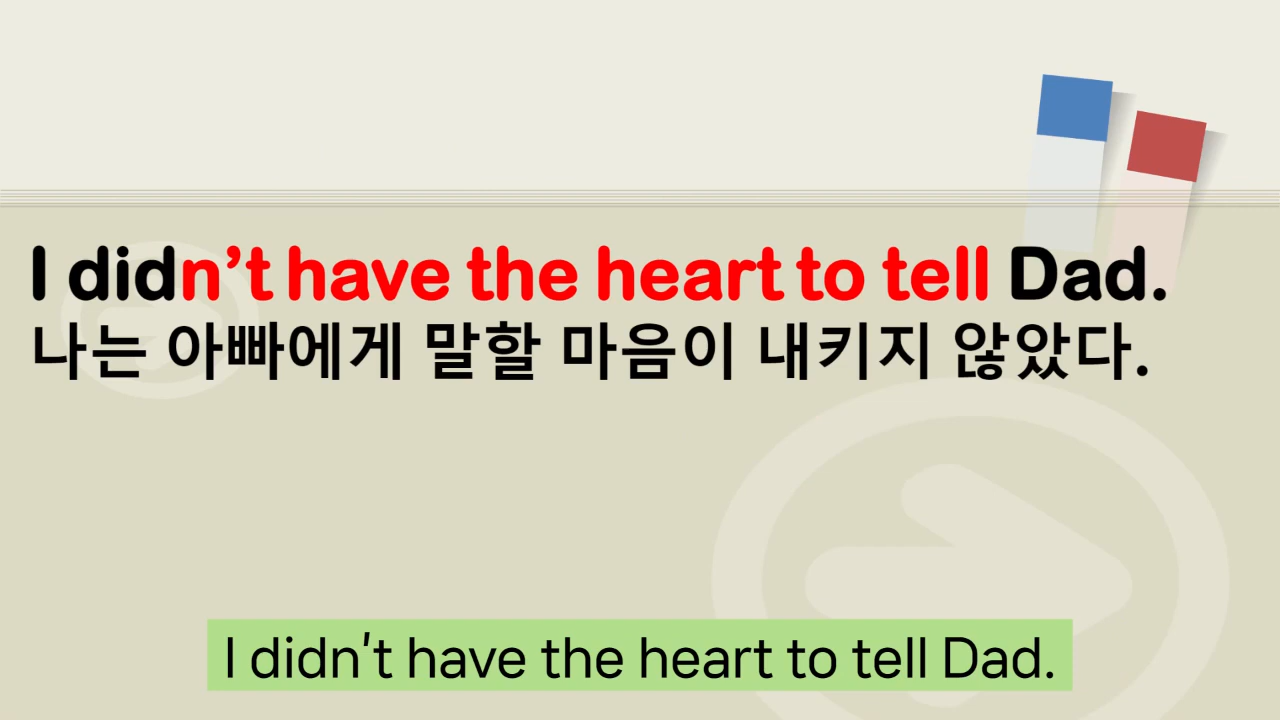 I didn’t have the heart to tell Dad.
나는 아빠에게 말할 마음이 내키지 않았다.
I didn't have the heart to tell Dad.